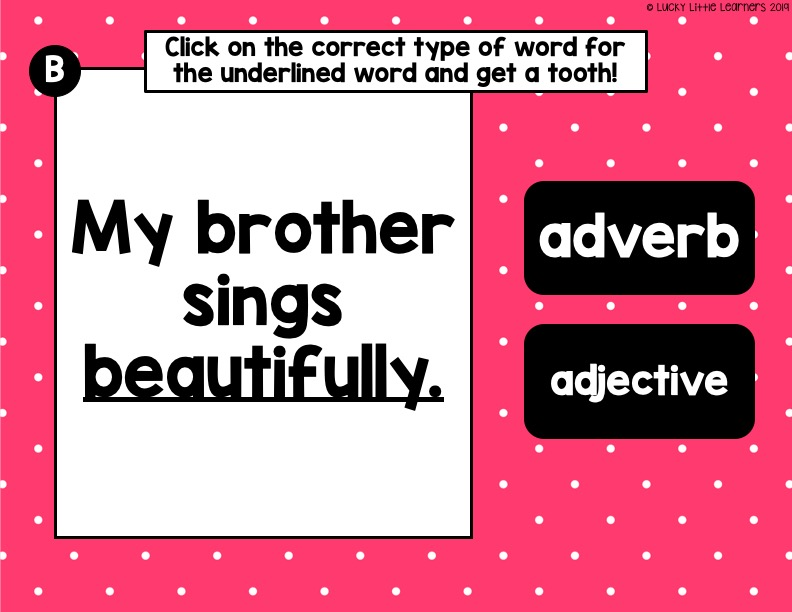 © Lucky Little Learners 2019
B
Click on the correct type of word for
the underlined word and get a tooth!
My brother
sings
beautifully.
adverb
adjective